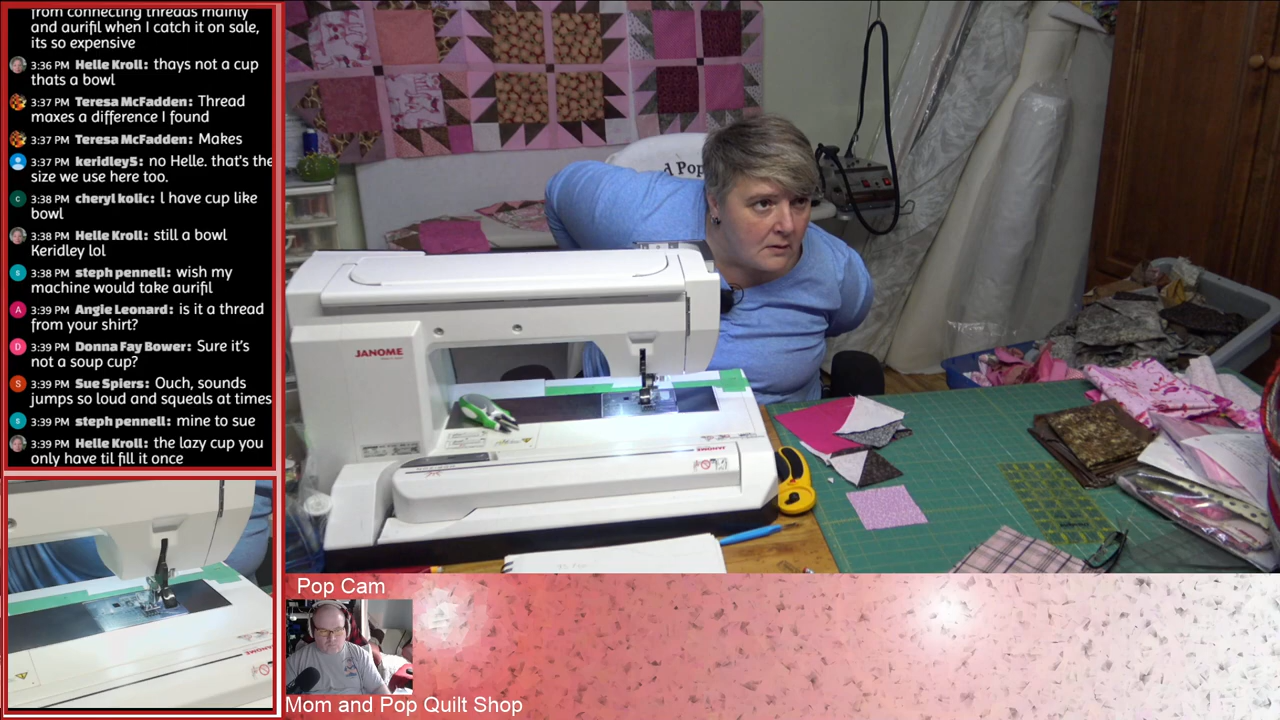 from connecting threads mainly
and aurifil when I catch it on sale,
its so expensive
3:36 PM Helle Kroll: thays not a cup
thats a bowl
3:37 PM Teresa McFadden: Thread
maxes a difference I found
3:37 PM Teresa McFadden: Makes
3:37 PM keridley5: no Helle. that's the
size we use here too.
3:38 PM cheryl kolic: I have cup like
bowl
3:38 PM Helle Kroll: still a bowl
Keridley lol
3:38 PM steph pennell: wish my
machine would take aurifil
3:39 PM Angie Leonard: is it a thread
from your shirt?
3:39 PM Donna Fay Bower: Sure it's
not a soup cup?
3:39 PM Sue Spiers: Ouch, sounds
jumps so loud and squeals at times
3:39 PM steph pennell: mine to sue
3:39 PM Helle Kroll: the lazy cup you
only have til fill it once
A Pop
JANOME
JANOME
Pop Cam
Mom and Pop Quilt Shop